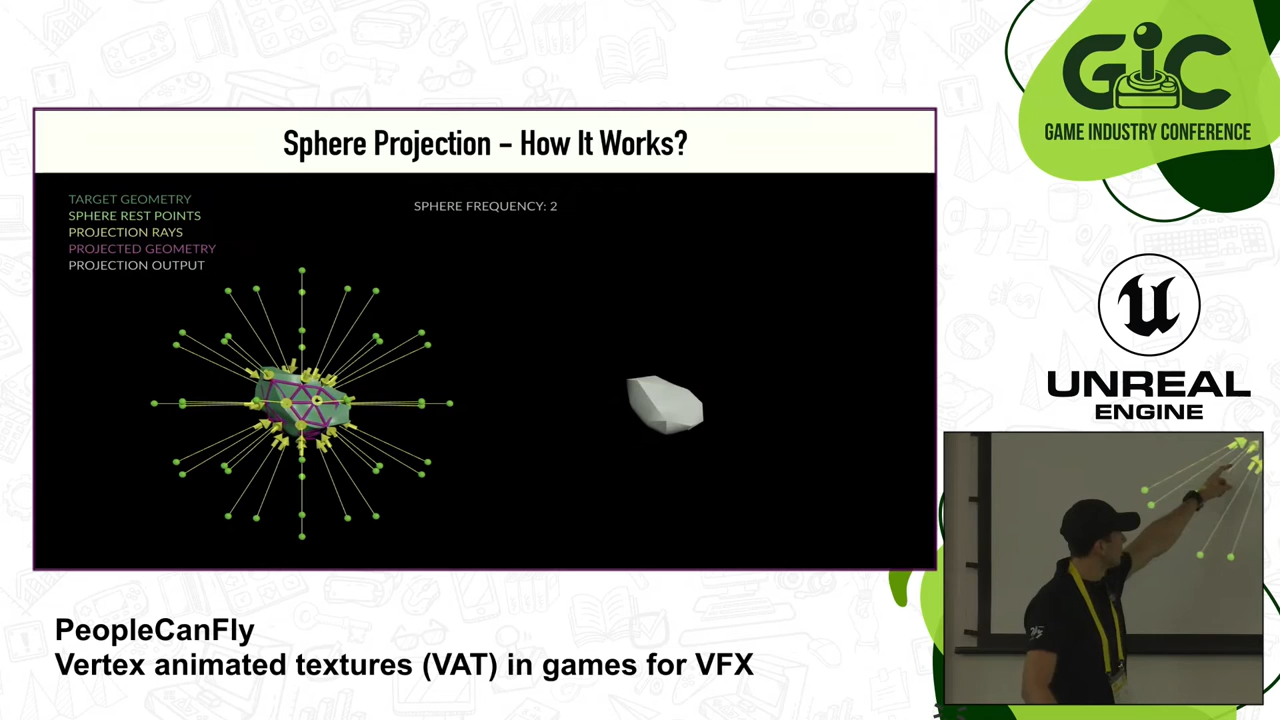 Sphere Projection – How It Works?
TARGET GEOMETRY
SPHERE REST POINTS
PROJECTION RAYS
PROJECTED GEOMETRY
PROJECTION OUTPUT
SPHERE FREQUENCY: 2
GIC
GAME INDUSTRY CONFERENCE
UNREAL
ENGINE
PeopleCanFly
Vertex animated textures (VAT) in games for VFX